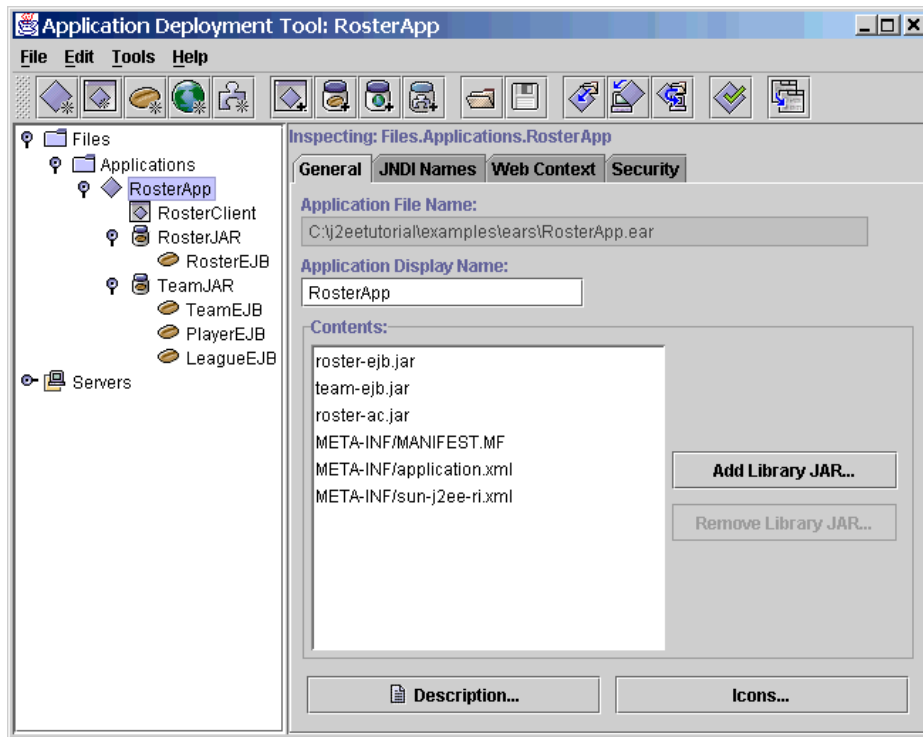 Application Deployment Tool: RosterApp
File Edit Tools Help
Files
Applications
RosterApp
RosterClient
RosterJAR
RosterEJB
TeamJAR
TeamEJB
PlayerEJB
LeagueEJB
Servers
Inspecting: Files.Applications.RosterApp
General JNDI Names Web Context Security
Application File Name:
C:\j2eetutorial\examples\ears\RosterApp.ear
Application Display Name:
RosterApp
Contents:
roster-ejb.jar
team-ejb.jar
roster-ac.jar
META-INF/MANIFEST.MF
META-INF/application.xml
META-INF/sun-j2ee-ri.xml
Add Library JAR...
Remove Library JAR...
Description... Icons...